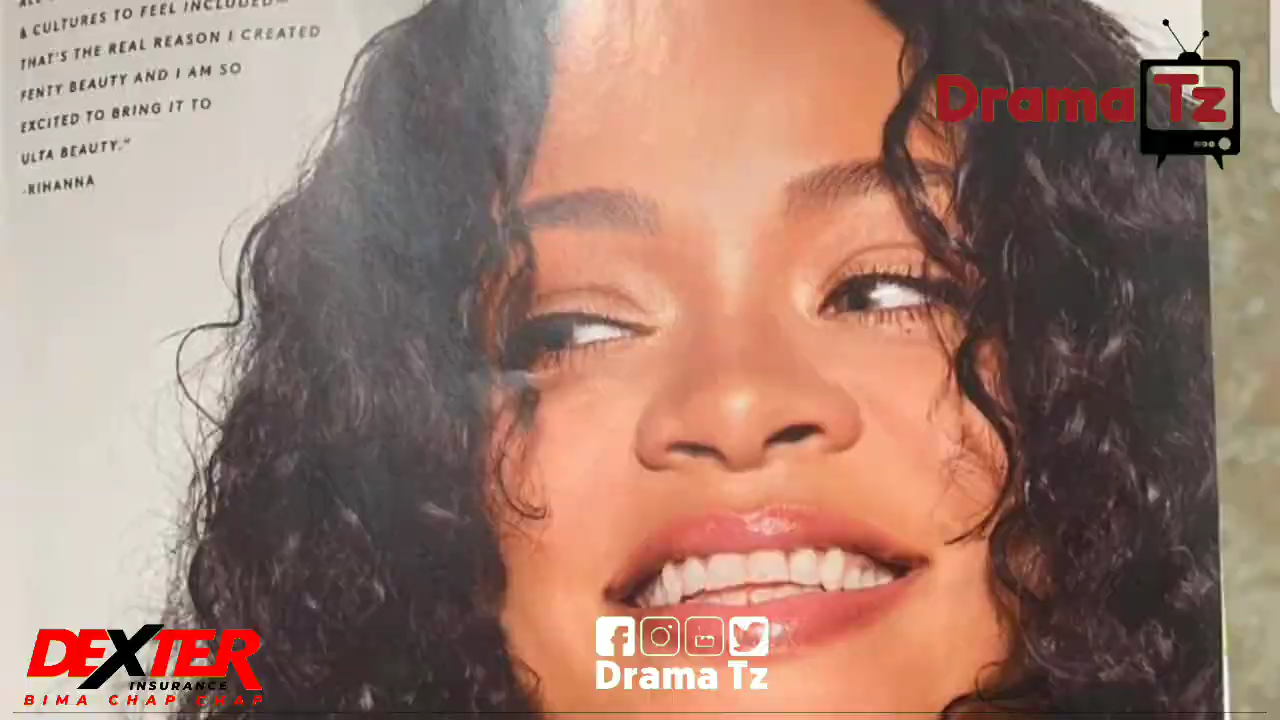 & CULTURES TO FEEL INCLUDED—
THAT'S THE REAL REASON I CREATED
FENTY BEAUTY AND I AM SO
EXCITED TO BRING IT TO
ULTA BEAUTY."
-RIHANNA
Drama Tz
Drama Tz
DEXTER
INSURANCE
BIMA CHAP CHAP